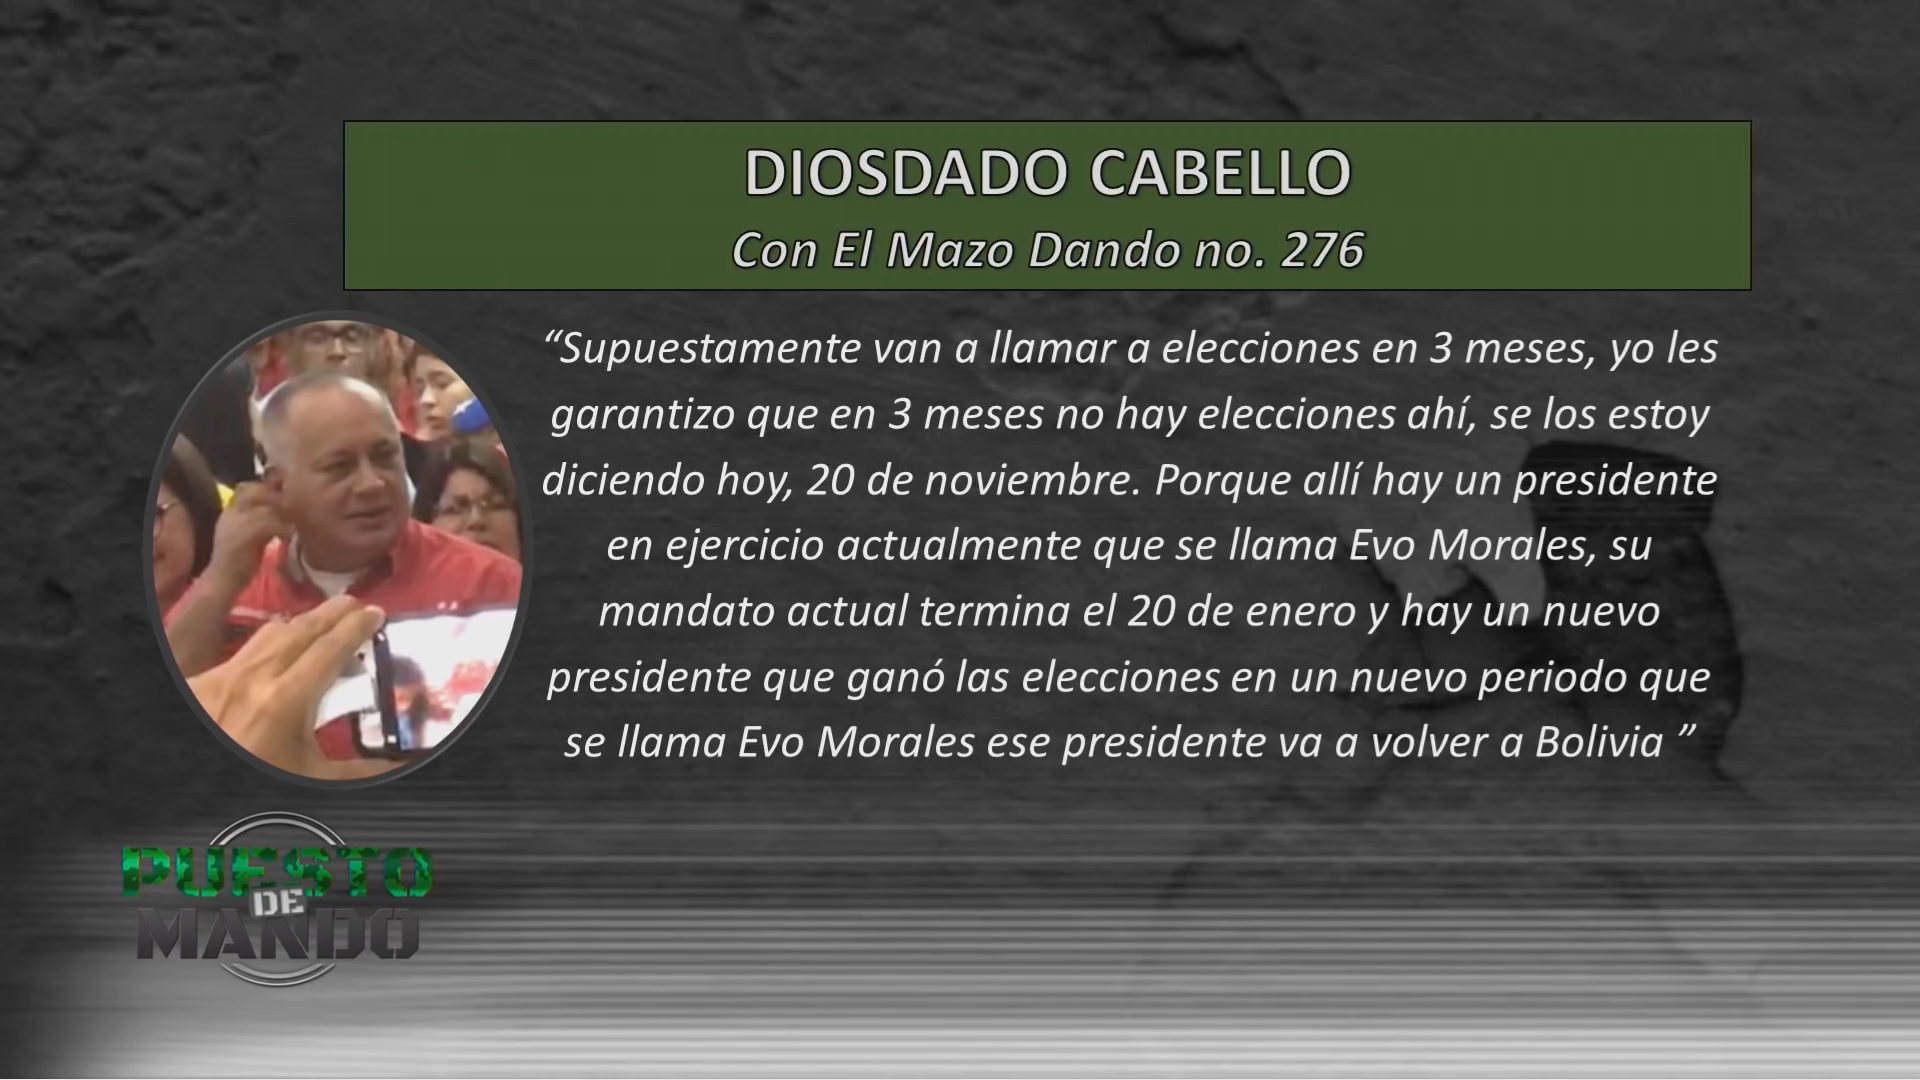 DIOSDADO CABELLO
Con El Mazo Dando no. 276
“Supuestamente van a llamar a elecciones en 3 meses, yo les
garantizo que en 3 meses no hay elecciones ahí, se los estoy
diciendo hoy, 20 de noviembre. Porque allí hay un presidente
en ejercicio actualmente que se llama Evo Morales, su
mandato actual termina el 20 de enero y hay un nuevo
presidente que ganó las elecciones en un nuevo periodo que
se llama Evo Morales ese presidente va a volver a Bolivia ”
PUESTO
DE
MANDO